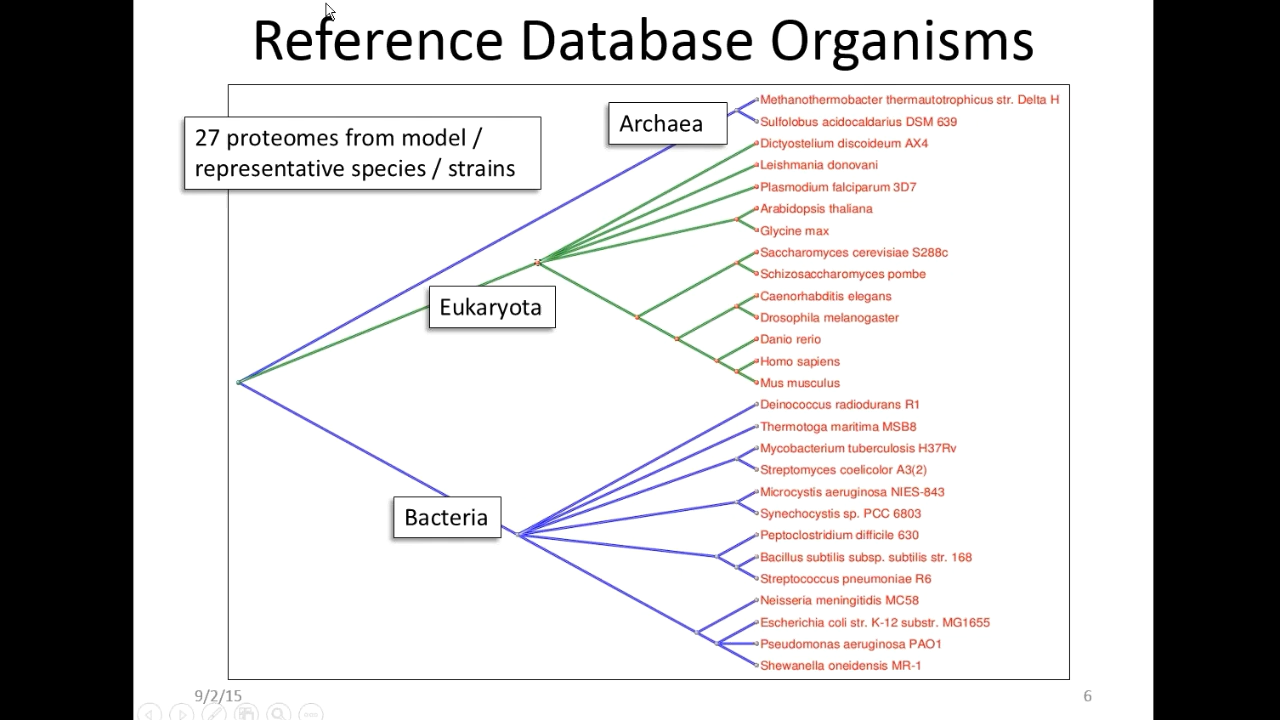 Reference Database Organisms
27 proteomes from model /
representative species / strains
Archaea
Eukaryota
Bacteria
Methanothermobacter thermautotrophicus str. Delta H
Sulfolobus acidocaldarius DSM 639
Dictyostelium discoideum AX4
Leishmania donovani
Plasmodium falciparum 3D7
Arabidopsis thaliana
Glycine max
Saccharomyces cerevisiae S288c
Schizosaccharomyces pombe
Caenorhabditis elegans
Drosophila melanogaster
Danio rerio
Homo sapiens
Mus musculus
Deinococcus radiodurans R1
Thermotoga maritima MSB8
Mycobacterium tuberculosis H37Rv
Streptomyces coelicolor A3(2)
Microcystis aeruginosa NIES-843
Synechocystis sp. PCC 6803
Peptoclostridium difficile 630
Bacillus subtilis subsp. subtilis str. 168
Streptococcus pneumoniae R6
Neisseria meningitidis MC58
Escherichia coli str. K-12 substr. MG1655
Pseudomonas aeruginosa PAO1
Shewanella oneidensis MR-1
9/2/15
6